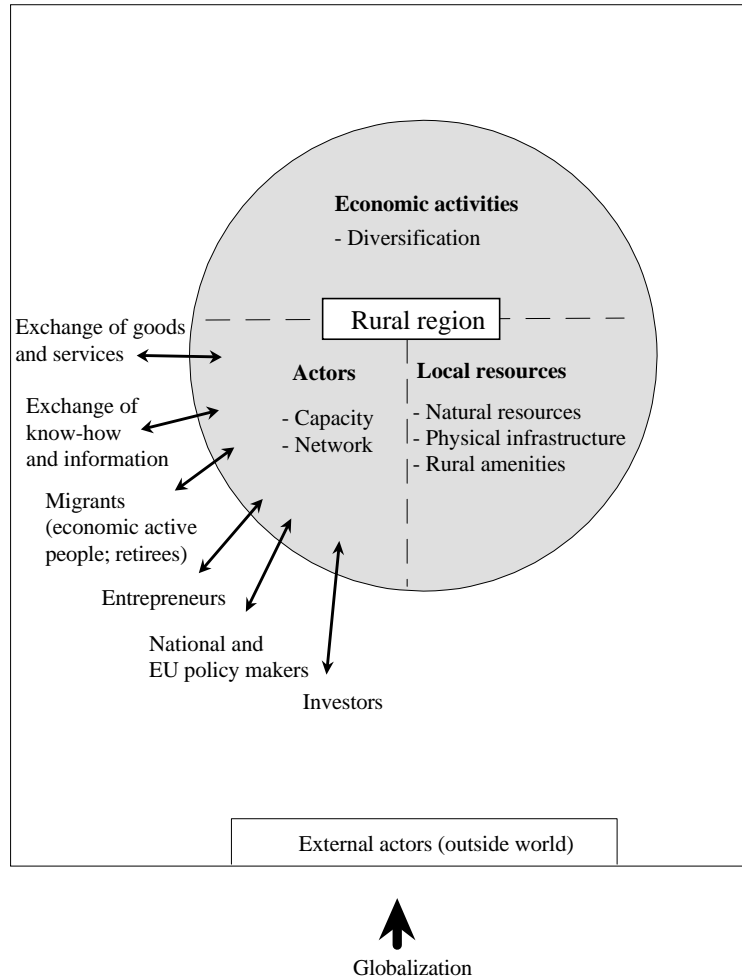 Economic activities
- Diversification
Rural region
Exchange of goods
and services
Actors
- Capacity
- Network
Local resources
- Natural resources
- Physical infrastructure
- Rural amenities
Exchange of
know-how
and information
Migrants
(economic active
people; retirees)
Entrepreneurs
National and
EU policy makers
Investors
External actors (outside world)
Globalization